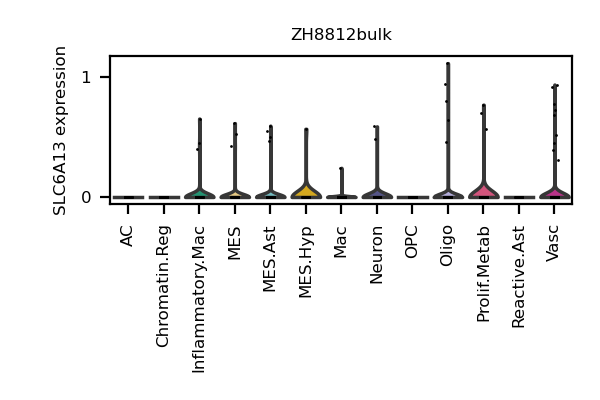 ZH8812bulk
SLC6A13 expression
1
0
AC
Chromatin.Reg
Inflammatory.Mac
MES
MES.Ast
MES.Hyp
Mac
Neuron
OPC
Oligo
Prolif.Metab
Reactive.Ast
Vasc